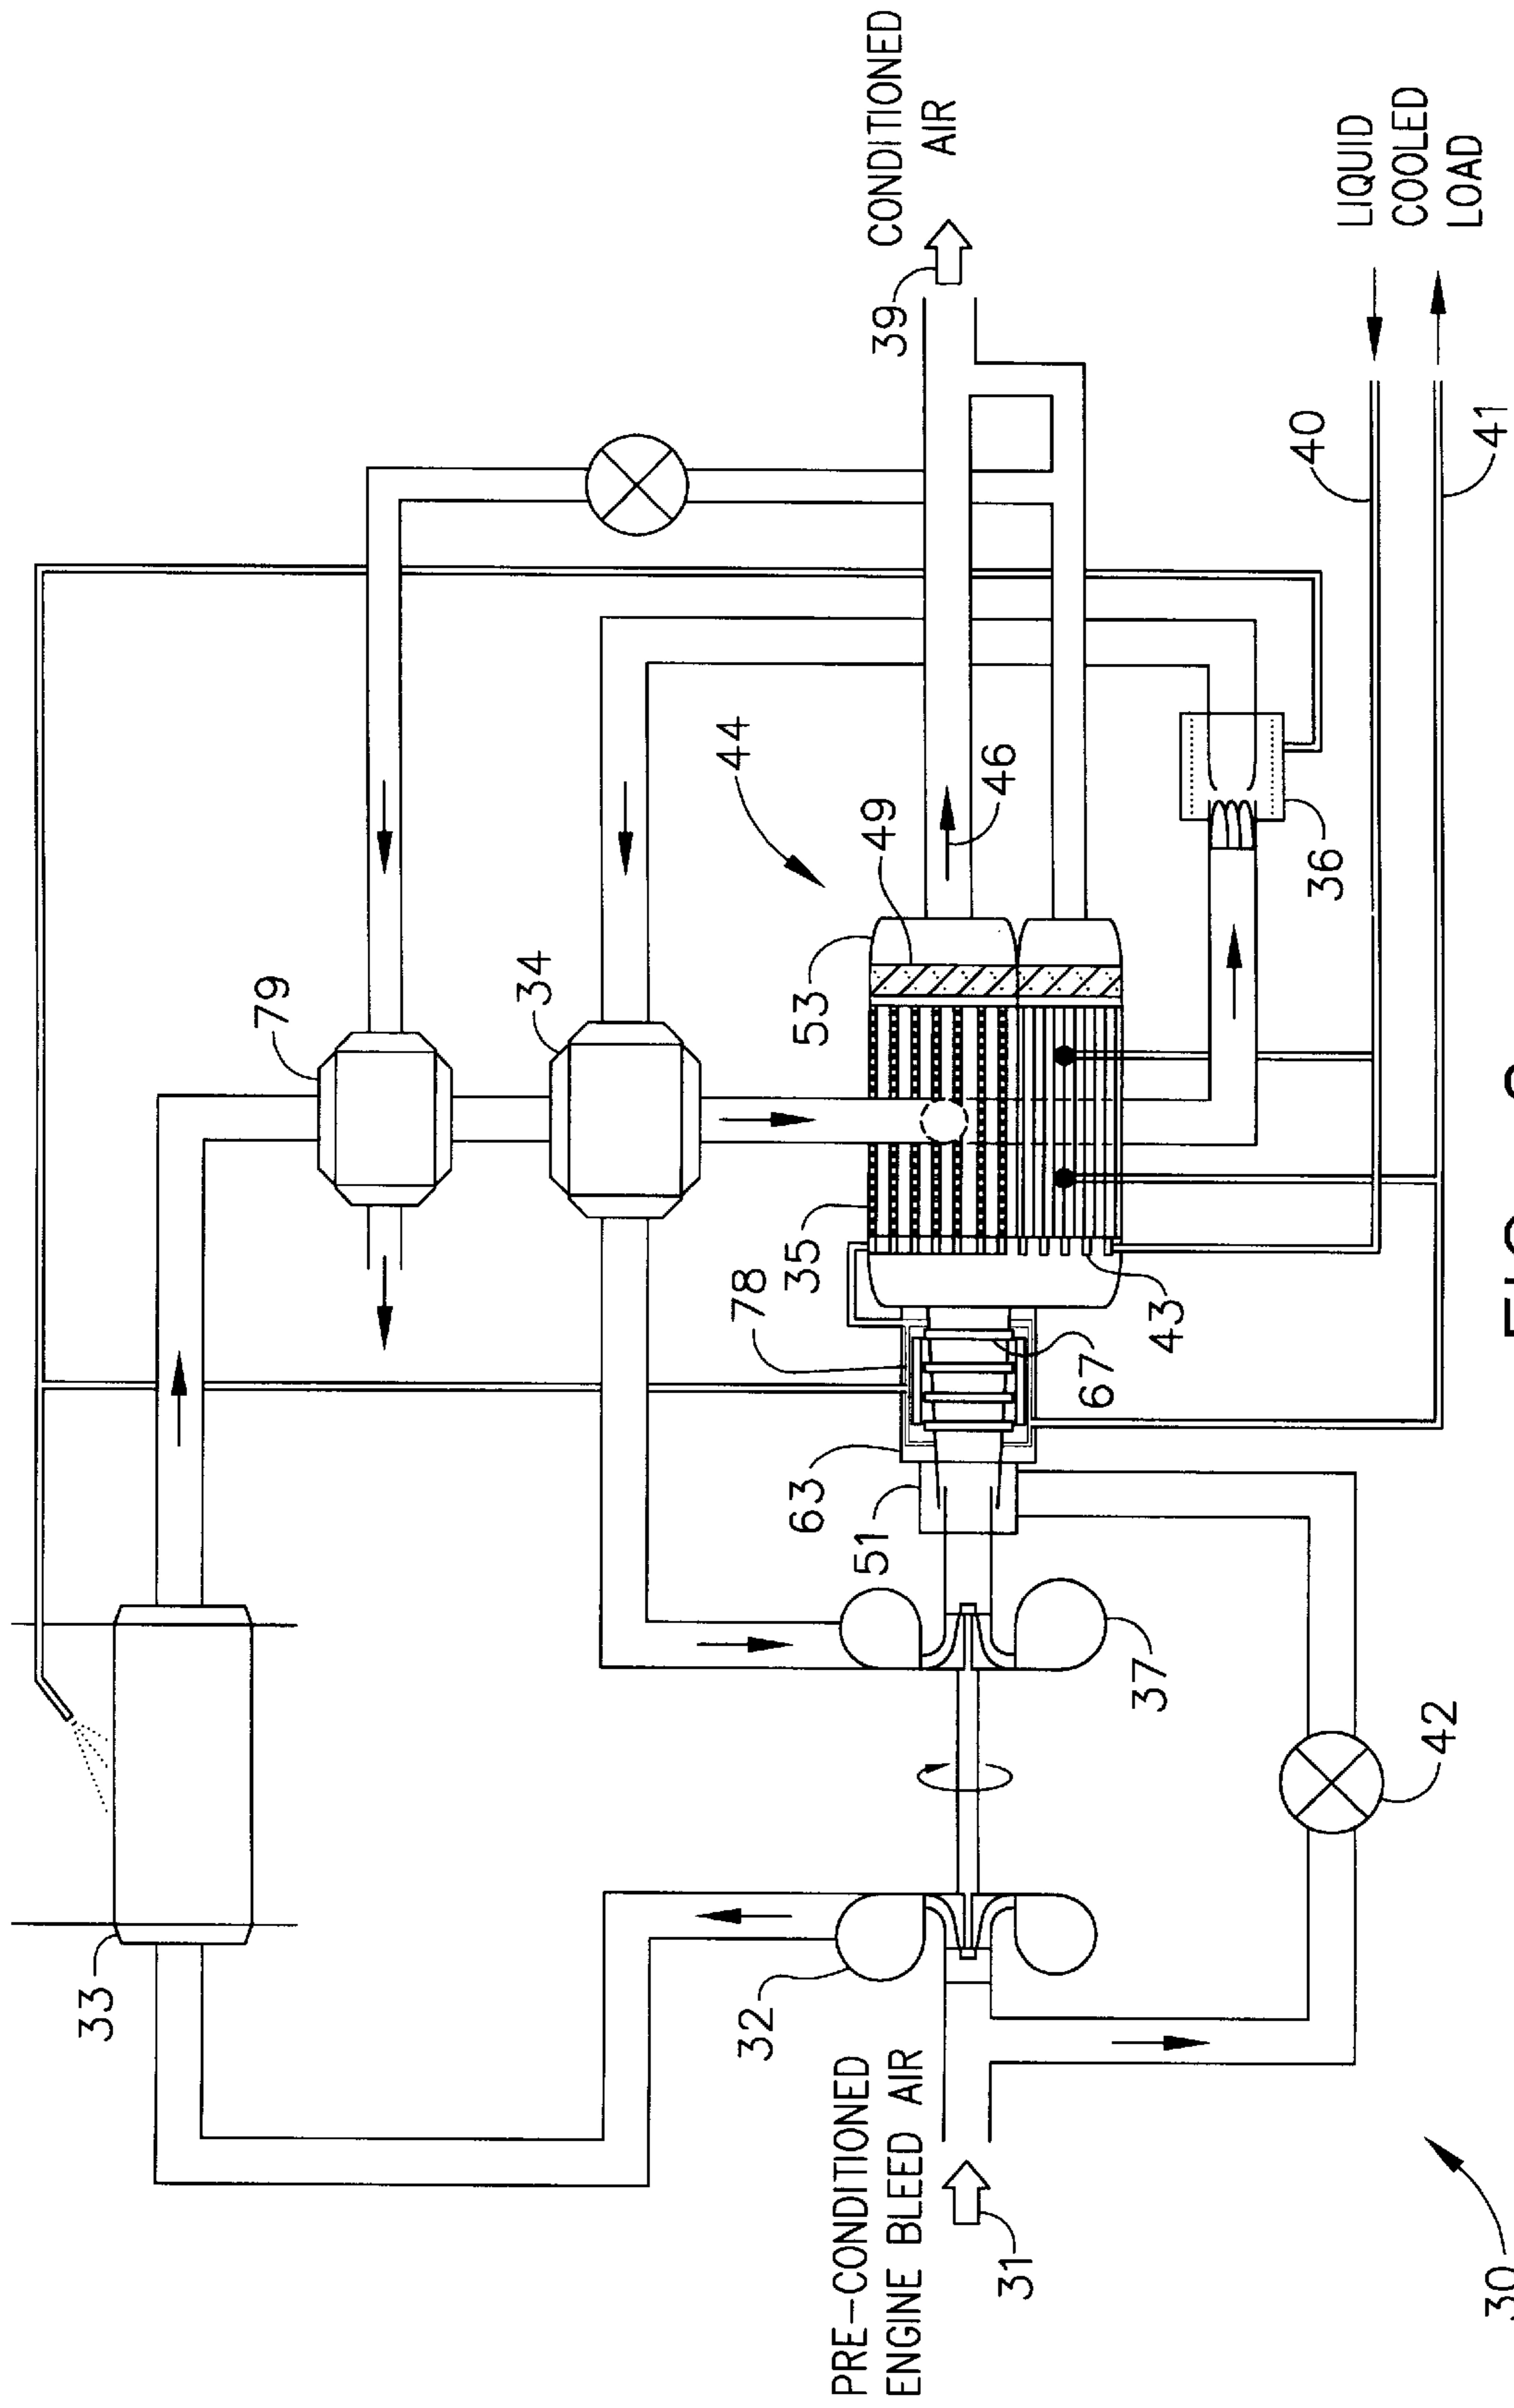 33
79
34
44
32
78
35
53
49
63
51
46
39
CONDITIONED
AIR
PRE-CONDITIONED
ENGINE BLEED AIR
31
67
43
37
36
40
LIQUID
COOLED
LOAD
42
41
30
FIG.